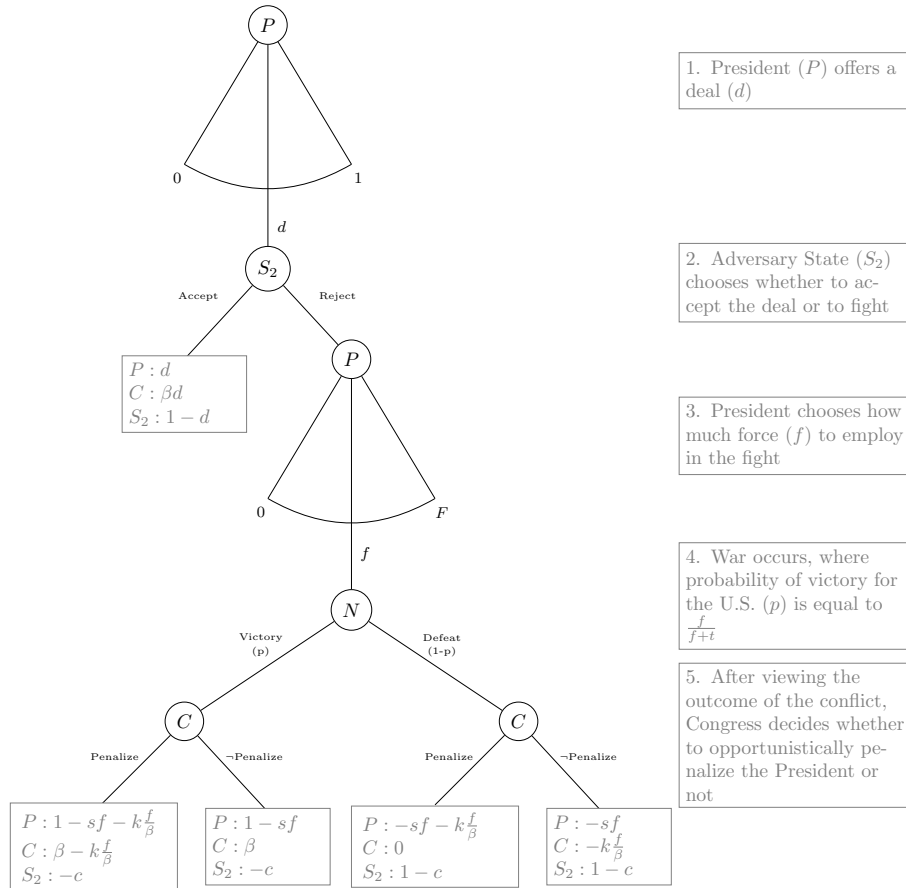 P
1. President (P) offers a
deal (d)
0
1
d
S₂
2. Adversary State (S₂)
chooses whether to ac-
cept the deal or to fight
Accept
Reject
P : d
C : βd
S₂ : 1 − d
P
3. President chooses how
much force (f) to employ
in the fight
0
F
f
4. War occurs, where
probability of victory for
the U.S. (p) is equal to
f/(f+t)
N
Victory
(p)
Defeat
(1-p)
5. After viewing the
outcome of the conflict,
Congress decides whether
to opportunistically pe-
nalize the President or
not
C
C
Penalize
¬Penalize
Penalize
¬Penalize
P : 1 − sf − k f/β
C : β − k f/β
S₂ : −c
P : 1 − sf
C : β
S₂ : −c
P : −sf − k f/β
C : 0
S₂ : 1 − c
P : −sf
C : −k f/β
S₂ : 1 − c